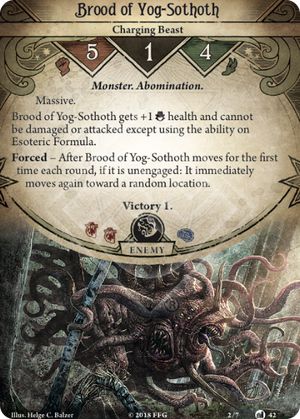 Brood of Yog-Sothoth
Charging Beast
5 1 4
Monster. Abomination.
Massive.
Brood of Yog-Sothoth gets +1 health and cannot
be damaged or attacked except using the ability on
Esoteric Formula.
Forced – After Brood of Yog-Sothoth moves for the first
time each round, if it is unengaged: It immediately
moves again toward a random location.
Victory 1.
ENEMY
Illus. Helge C. Balzer © 2018 FFG 2/7 42